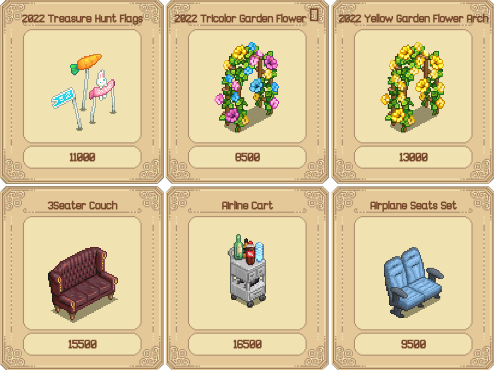 2022 Treasure Hunt Flags
2022 Tricolor Garden Flower
2022 Yellow Garden Flower Arch
11000
8500
13000
3Seater Couch
Airline Cart
Airplane Seats Set
15500
16500
9500